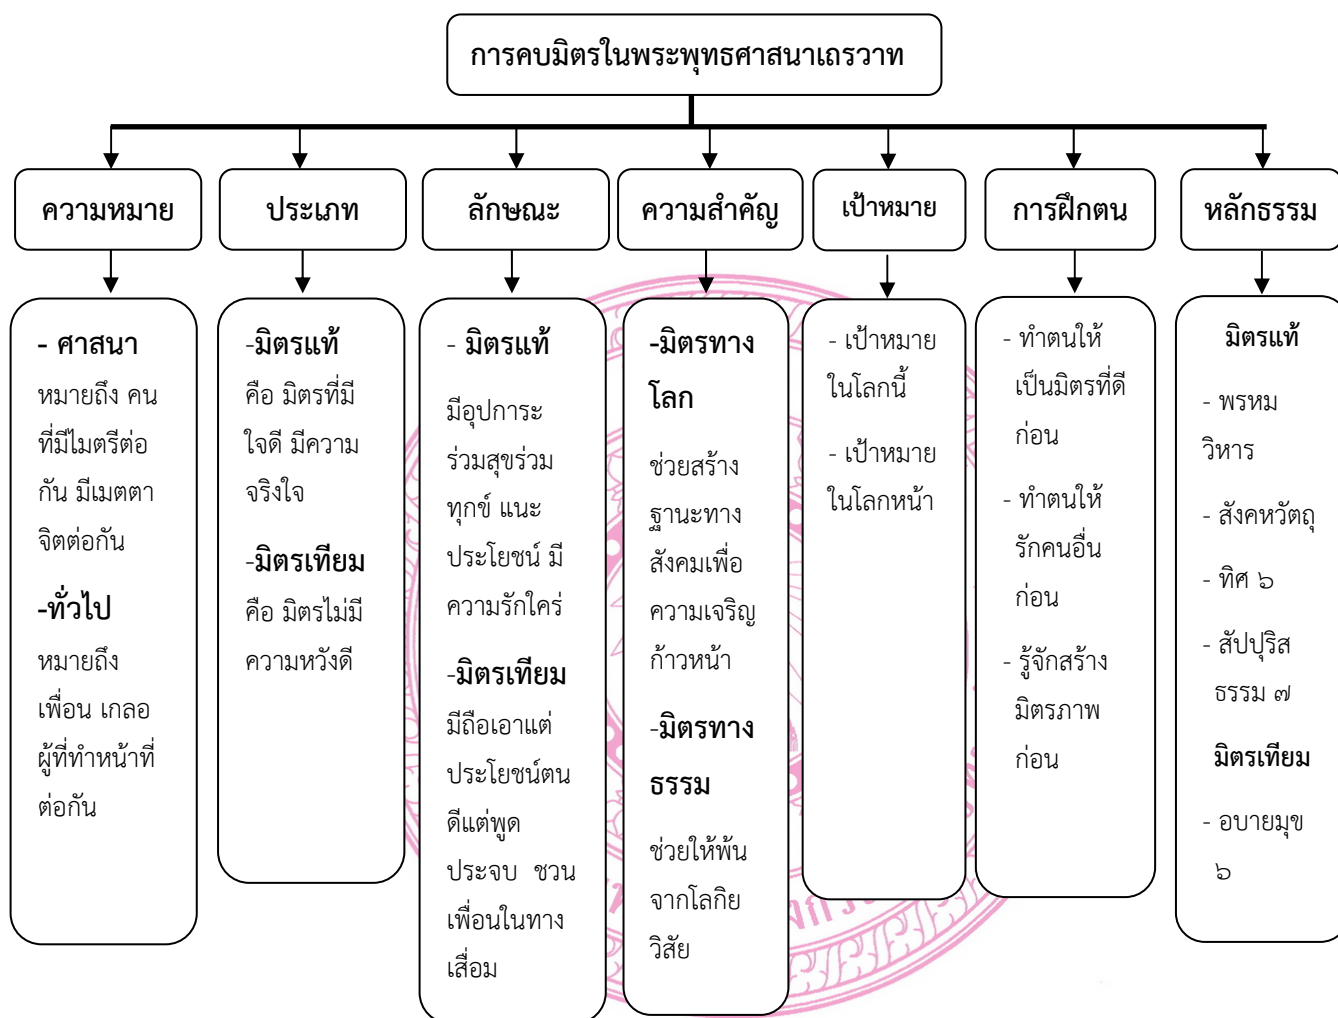 การคบมิตรในพระพุทธศาสนาเถรวาท
ความหมาย
ประเภท
ลักษณะ
ความสำคัญ
เป้าหมาย
การฝึกตน
หลักธรรม
- ศาสนา
หมายถึง คน
ที่มีไมตรีต่อ
กัน มีเมตตา
จิตต่อกัน
-ทั่วไป
หมายถึง
เพื่อน เกลอ
ผู้ที่ทำหน้าที่
ต่อกัน
-มิตรแท้
คือ มิตรที่มี
ใจดี มีความ
จริงใจ
-มิตรเทียม
คือ มิตรไม่มี
ความหวังดี
- มิตรแท้
มีอุปการะ
ร่วมสุขร่วม
ทุกข์ แนะ
ประโยชน์ มี
ความรักใคร่
-มิตรเทียม
มีถือเอาแต่
ประโยชน์ตน
ดีแต่พูด
ประจบ ชวน
เพื่อนในทาง
เสื่อม
-มิตรทาง
โลก
ช่วยสร้าง
ฐานะทาง
สังคมเพื่อ
ความเจริญ
ก้าวหน้า
-มิตรทาง
ธรรม
ช่วยให้พ้น
จากโลกิย
วิสัย
- เป้าหมาย
ในโลกนี้
- เป้าหมาย
ในโลกหน้า
- ทำตนให้
เป็นมิตรที่ดี
ก่อน
- ทำตนให้
รักคนอื่น
ก่อน
- รู้จักสร้าง
มิตรภาพ
ก่อน
มิตรแท้
- พรหม
วิหาร
- สังคหวัตถุ
- ทิศ ๖
- สัปปุริส
ธรรม ๗
มิตรเทียม
- อบายมุข
๖